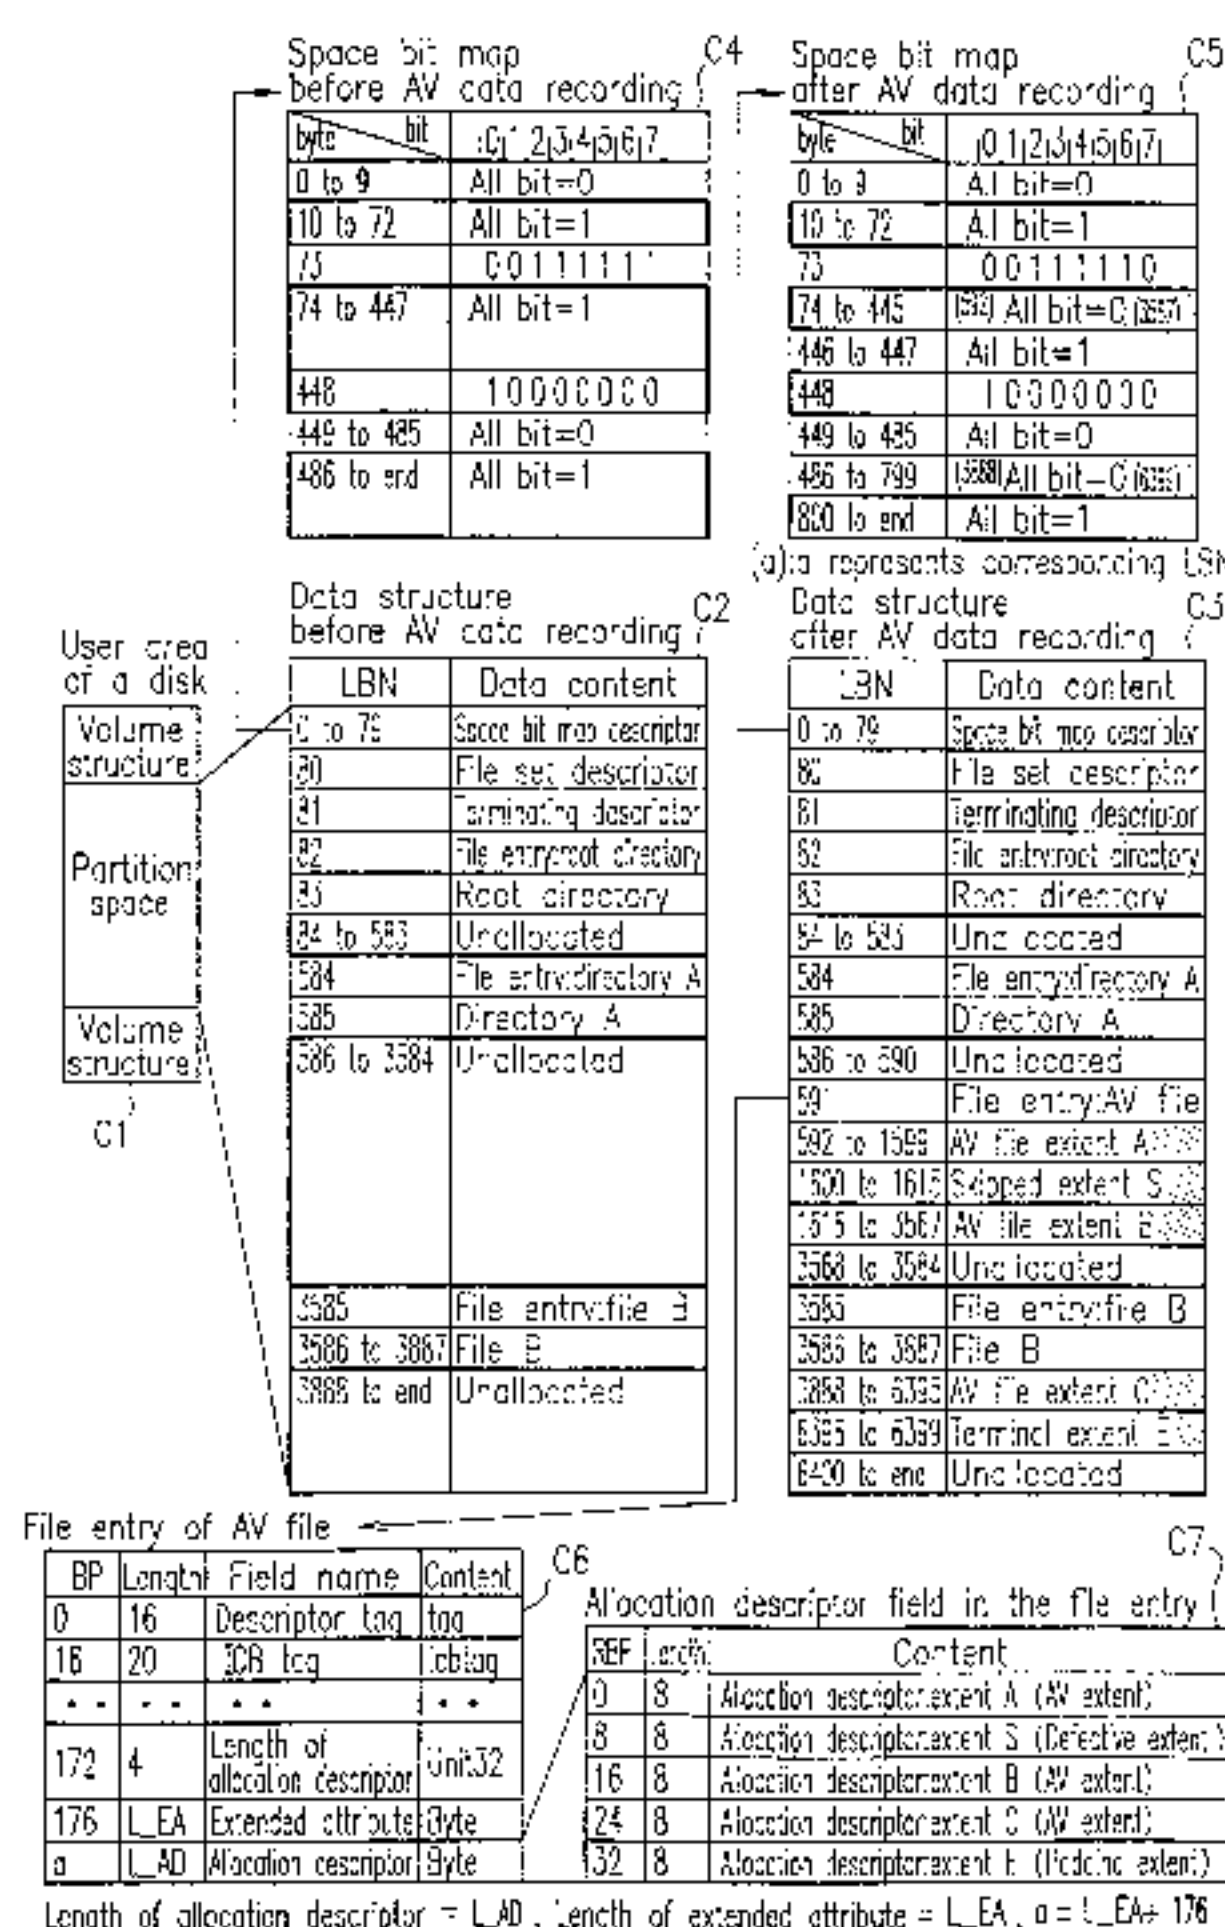 Space bit map
before AV data recording
C4
byte bit 0 1 2 3 4 5 6 7
0 to 9 All bit=0
10 to 72 All bit=1
73 0 0 1 1 1 1 1
74 to 447 All bit=1
448 1 0 0 0 0 0 0 0
449 to 485 All bit=0
486 to end All bit=1
Space bit map
after AV data recording
C5
byte bit 0 1 2 3 4 5 6 7
0 to 9 All bit=0
10 to 72 All bit=1
73 0 0 1 1 1 1 1 0
74 to 445 All bit=0
446 to 447 All bit=1
448 1 0 0 0 0 0 0 0
449 to 485 All bit=0
486 to 799 All bit=0
800 to end All bit=1
(a):a represents corresponding LSN
User area
of a disk
Volume
structure
Partition
space
Volume
structure
C1
Data structure
before AV data recording
C2
LBN Data content
0 to 79 Space bit map descriptor
80 File set descriptor
81 Terminating descriptor
82 File entry:root directory
83 Root directory
84 to 583 Unallocated
584 File entry:directory A
585 Directory A
586 to 3584 Unallocated
3585 File entry:file B
3586 to 3887 File B
3888 to end Unallocated
Data structure
after AV data recording
C3
LBN Data content
0 to 79 Space bit map descriptor
80 File set descriptor
81 Terminating descriptor
82 File entry:root directory
83 Root directory
84 to 583 Unallocated
584 File entry:directory A
585 Directory A
586 to 590 Unallocated
591 File entry:AV file
592 to 1599 AV file extent A
1600 to 1615 Skipped extent S
to 3567 AV file extent B
3568 to 3584 Unallocated
3585 File entry:file B
3586 to 3887 File B
3888 to AV file extent C
to 6399 Terminal extent E
6400 to end Unallocated
File entry of AV file
C6
BP Length Field name Content
0 16 Descriptor tag tag
16 20 ICB tag icbtag
172 4 Length of
allocation descriptor Unit32
176 L_EA Extended attribute Byte
a L_AD Allocation descriptor Byte
C7
Allocation descriptor field in the file entry
RBP Length Content
0 8 Allocation descriptor:extent A (AV extent)
8 8 Allocation descriptor:extent S (Defective extent)
16 8 Allocation descriptor:extent B (AV extent)
24 8 Allocation descriptor:extent C (AV extent)
32 8 Allocation descriptor:extent E (Padding extent)
Length of allocation descriptor = L_AD , Length of extended attribute = L_EA , a = L_EA+ 176